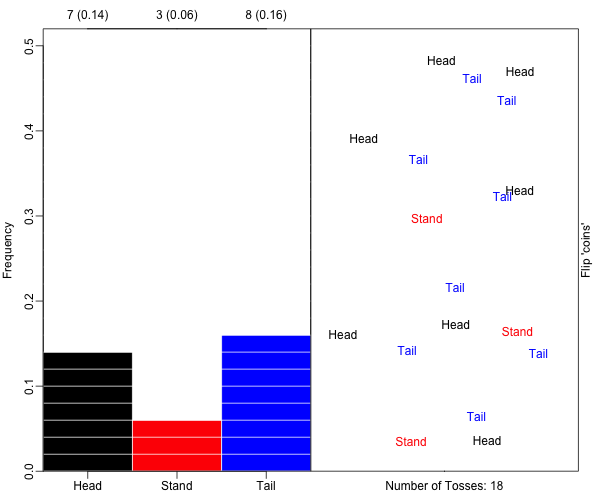 7 (0.14) 3 (0.06) 8 (0.16)
Frequency
0.5
0.4
0.3
0.2
0.1
0.0
Head Stand Tail
Head
Tail
Head
Tail
Head
Tail
Head
Tail
Stand
Tail
Head
Stand
Head
Tail
Tail
Tail
Stand
Head
Flip 'coins'
Number of Tosses: 18